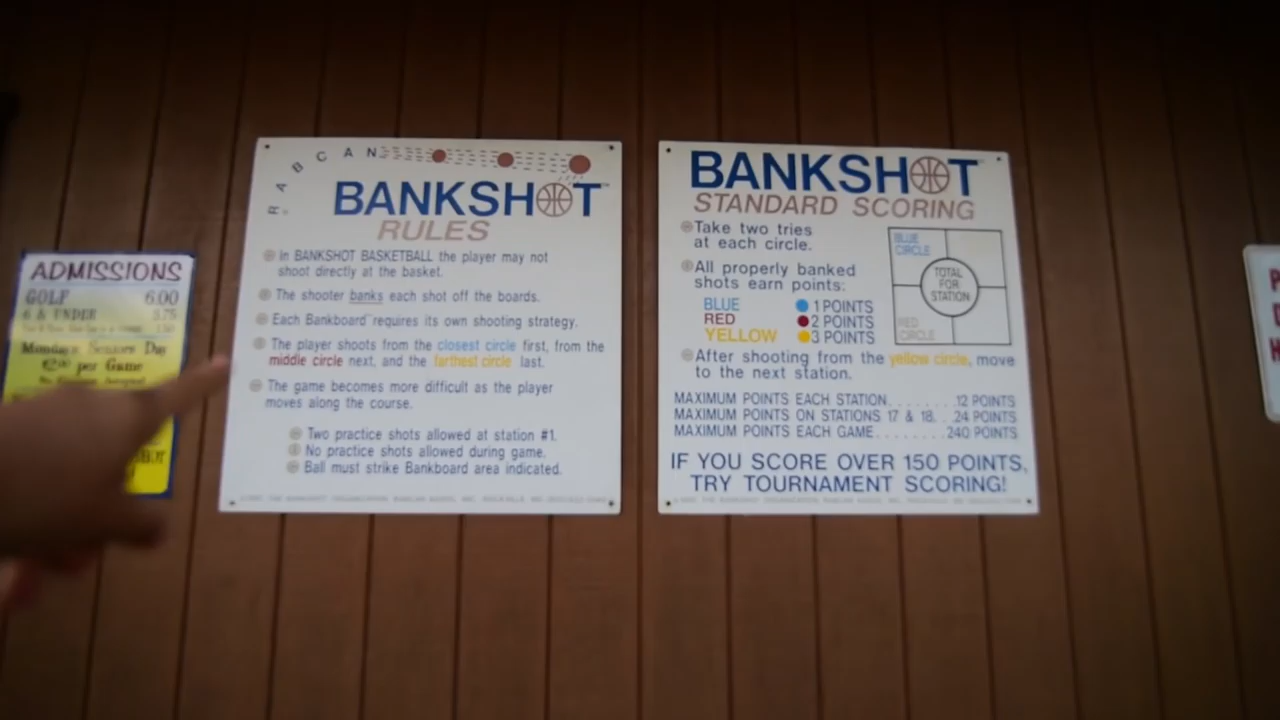 ADMISSIONS
GOLF 6.00
6 & UNDER 3.75
Mondays Seniors Day
per Game
RABCAN
BANKSHOT™
RULES
In BANKSHOT BASKETBALL the player may not
shoot directly at the basket.
The shooter banks each shot off the boards.
Each Bankboard™ requires its own shooting strategy.
The player shoots from the closest circle first, from the
middle circle next, and the farthest circle last.
The game becomes more difficult as the player
moves along the course.
Two practice shots allowed at station #1.
No practice shots allowed during game.
Ball must strike Bankboard area indicated.
BANKSHOT™
STANDARD SCORING
Take two tries
at each circle.
All properly banked
shots earn points:
BLUE 1 POINTS
RED 2 POINTS
YELLOW 3 POINTS
BLUE
CIRCLE
TOTAL
FOR
STATION
RED
CIRCLE
After shooting from the yellow circle, move
to the next station.
MAXIMUM POINTS EACH STATION.......12 POINTS
MAXIMUM POINTS ON STATIONS 17 & 18. .24 POINTS
MAXIMUM POINTS EACH GAME........240 POINTS
IF YOU SCORE OVER 150 POINTS,
TRY TOURNAMENT SCORING!